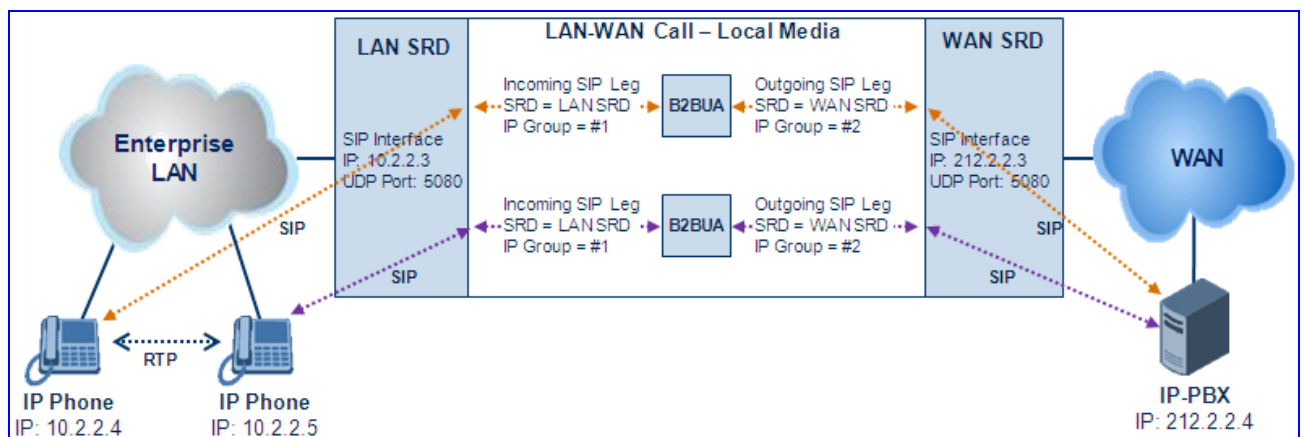 LAN-WAN Call – Local Media
LAN SRD
WAN SRD
Incoming SIP Leg
SRD = LAN SRD
IP Group = #1
B2BUA
Outgoing SIP Leg
SRD = WAN SRD
IP Group = #2
Enterprise
LAN
SIP Interface
IP: 10.2.2.3
UDP Port: 5080
SIP Interface
IP: 212.2.2.3
UDP Port: 5080
WAN
Incoming SIP Leg
SRD = LAN SRD
IP Group = #1
B2BUA
Outgoing SIP Leg
SRD = WAN SRD
IP Group = #2
SIP
SIP
SIP
SIP
RTP
IP Phone
IP: 10.2.2.4
IP Phone
IP: 10.2.2.5
IP-PBX
IP: 212.2.2.4